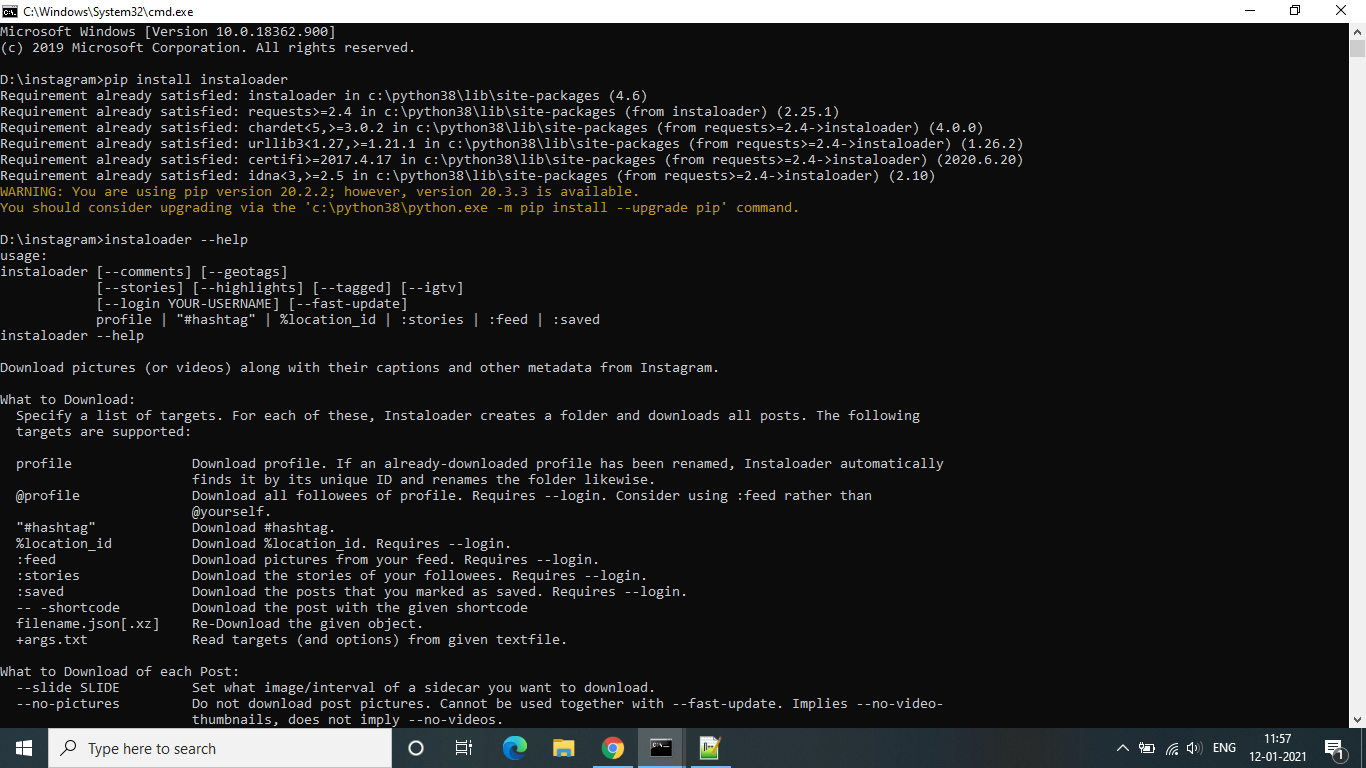 C:\Windows\System32\cmd.exe
Microsoft Windows [Version 10.0.18362.900]
(c) 2019 Microsoft Corporation. All rights reserved.
D:\instagram>pip install instaloader
Requirement already satisfied: instaloader in c:\python38\lib\site-packages (4.6)
Requirement already satisfied: requests>=2.4 in c:\python38\lib\site-packages (from instaloader) (2.25.1)
Requirement already satisfied: chardet<5,>=3.0.2 in c:\python38\lib\site-packages (from requests>=2.4->instaloader) (4.0.0)
Requirement already satisfied: urllib3<1.27,>=1.21.1 in c:\python38\lib\site-packages (from requests>=2.4->instaloader) (1.26.2)
Requirement already satisfied: certifi>=2017.4.17 in c:\python38\lib\site-packages (from requests>=2.4->instaloader) (2020.6.20)
Requirement already satisfied: idna<3,>=2.5 in c:\python38\lib\site-packages (from requests>=2.4->instaloader) (2.10)
WARNING: You are using pip version 20.2.2; however, version 20.3.3 is available.
You should consider upgrading via the 'c:\python38\python.exe -m pip install --upgrade pip' command.
D:\instagram>instaloader --help
usage:
instaloader [--comments] [--geotags]
[--stories] [--highlights] [--tagged] [--igtv]
[--login YOUR-USERNAME] [--fast-update]
profile | "#hashtag" | %location_id | :stories | :feed | :saved
instaloader --help
Download pictures (or videos) along with their captions and other metadata from Instagram.
What to Download:
Specify a list of targets. For each of these, Instaloader creates a folder and downloads all posts. The following
targets are supported:
profile Download profile. If an already-downloaded profile has been renamed, Instaloader automatically
finds it by its unique ID and renames the folder likewise.
@profile Download all followees of profile. Requires --login. Consider using :feed rather than
@yourself.
"#hashtag" Download #hashtag.
%location_id Download %location_id. Requires --login.
:feed Download pictures from your feed. Requires --login.
:stories Download the stories of your followees. Requires --login.
:saved Download the posts that you marked as saved. Requires --login.
-- -shortcode Download the post with the given shortcode
filename.json[.xz] Re-Download the given object.
+args.txt Read targets (and options) from given textfile.
What to Download of each Post:
--slide SLIDE Set what image/interval of a sidecar you want to download.
--no-pictures Do not download post pictures. Cannot be used together with --fast-update. Implies --no-video-
thumbnails, does not imply --no-videos.
Type here to search
ENG
11:57
12-01-2021
1